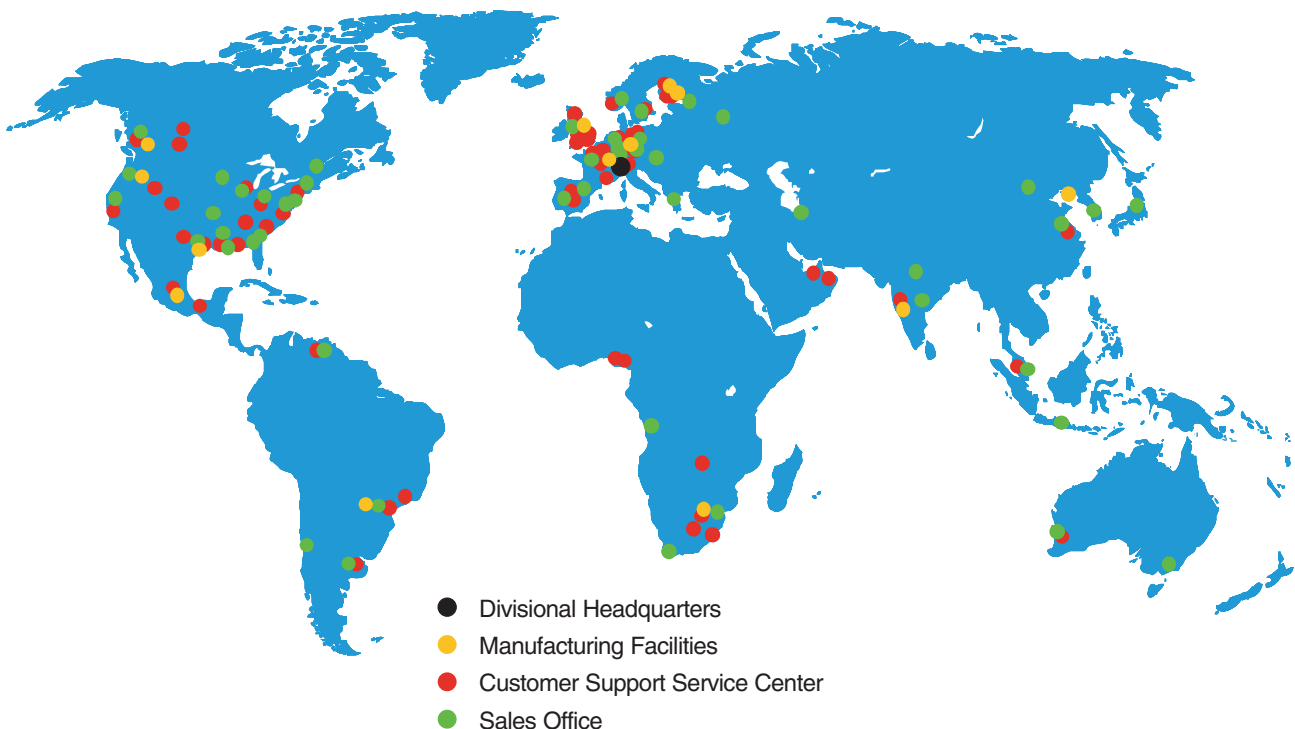 Divisional Headquarters
Manufacturing Facilities
Customer Support Service Center
Sales Office